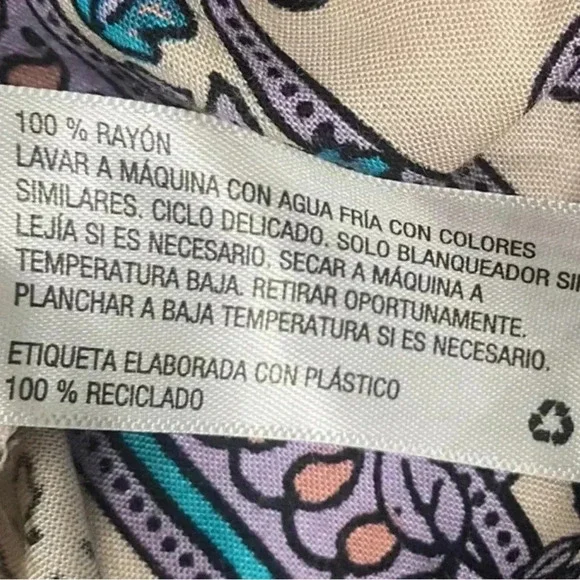 100 % RAYÓN
LAVAR A MÁQUINA CON AGUA FRÍA CON COLORES
SIMILARES. CICLO DELICADO. SOLO BLANQUEADOR
LEJÍA SI ES NECESARIO. SECAR A MÁQUINA A
TEMPERATURA BAJA. RETIRAR OPORTUNAMENTE.
PLANCHAR A BAJA TEMPERATURA SI ES NECESARIO.
ETIQUETA ELABORADA CON PLÁSTICO
100 % RECICLADO